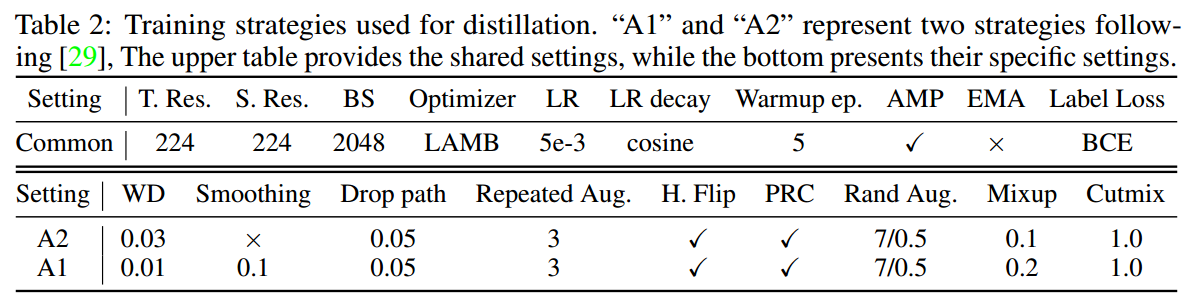 Table 2: Training strategies used for distillation. “A1” and “A2” represent two strategies follow-
ing [29], The upper table provides the shared settings, while the bottom presents their specific settings.
Setting T. Res. S. Res. BS Optimizer LR LR decay Warmup ep. AMP EMA Label Loss
Common 224 224 2048 LAMB 5e-3 cosine 5 ✓ × BCE
Setting WD Smoothing Drop path Repeated Aug. H. Flip PRC Rand Aug. Mixup Cutmix
A2 0.03 × 0.05 3 ✓ ✓ 7/0.5 0.1 1.0
A1 0.01 0.1 0.05 3 ✓ ✓ 7/0.5 0.2 1.0